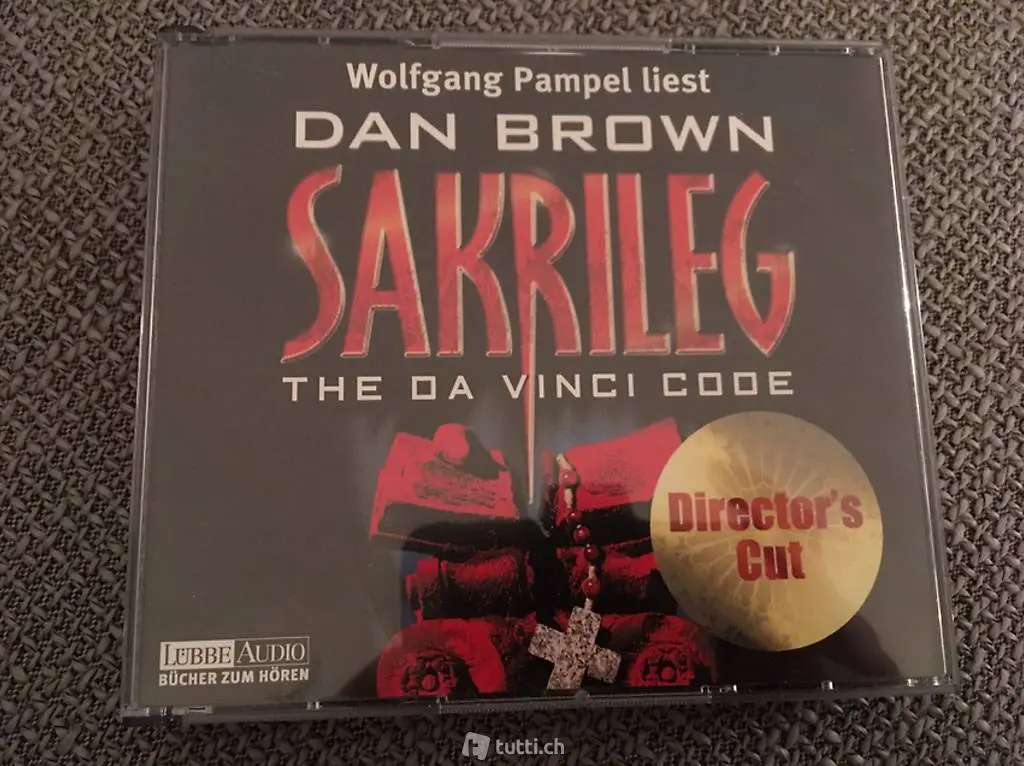 Wolfgang Pampel liest
DAN BROWN
SAKRILEG
THE DA VINCI CODE
Director's
Cut
LÜBBE AUDIO
BÜCHER ZUM HÖREN
tutti.ch